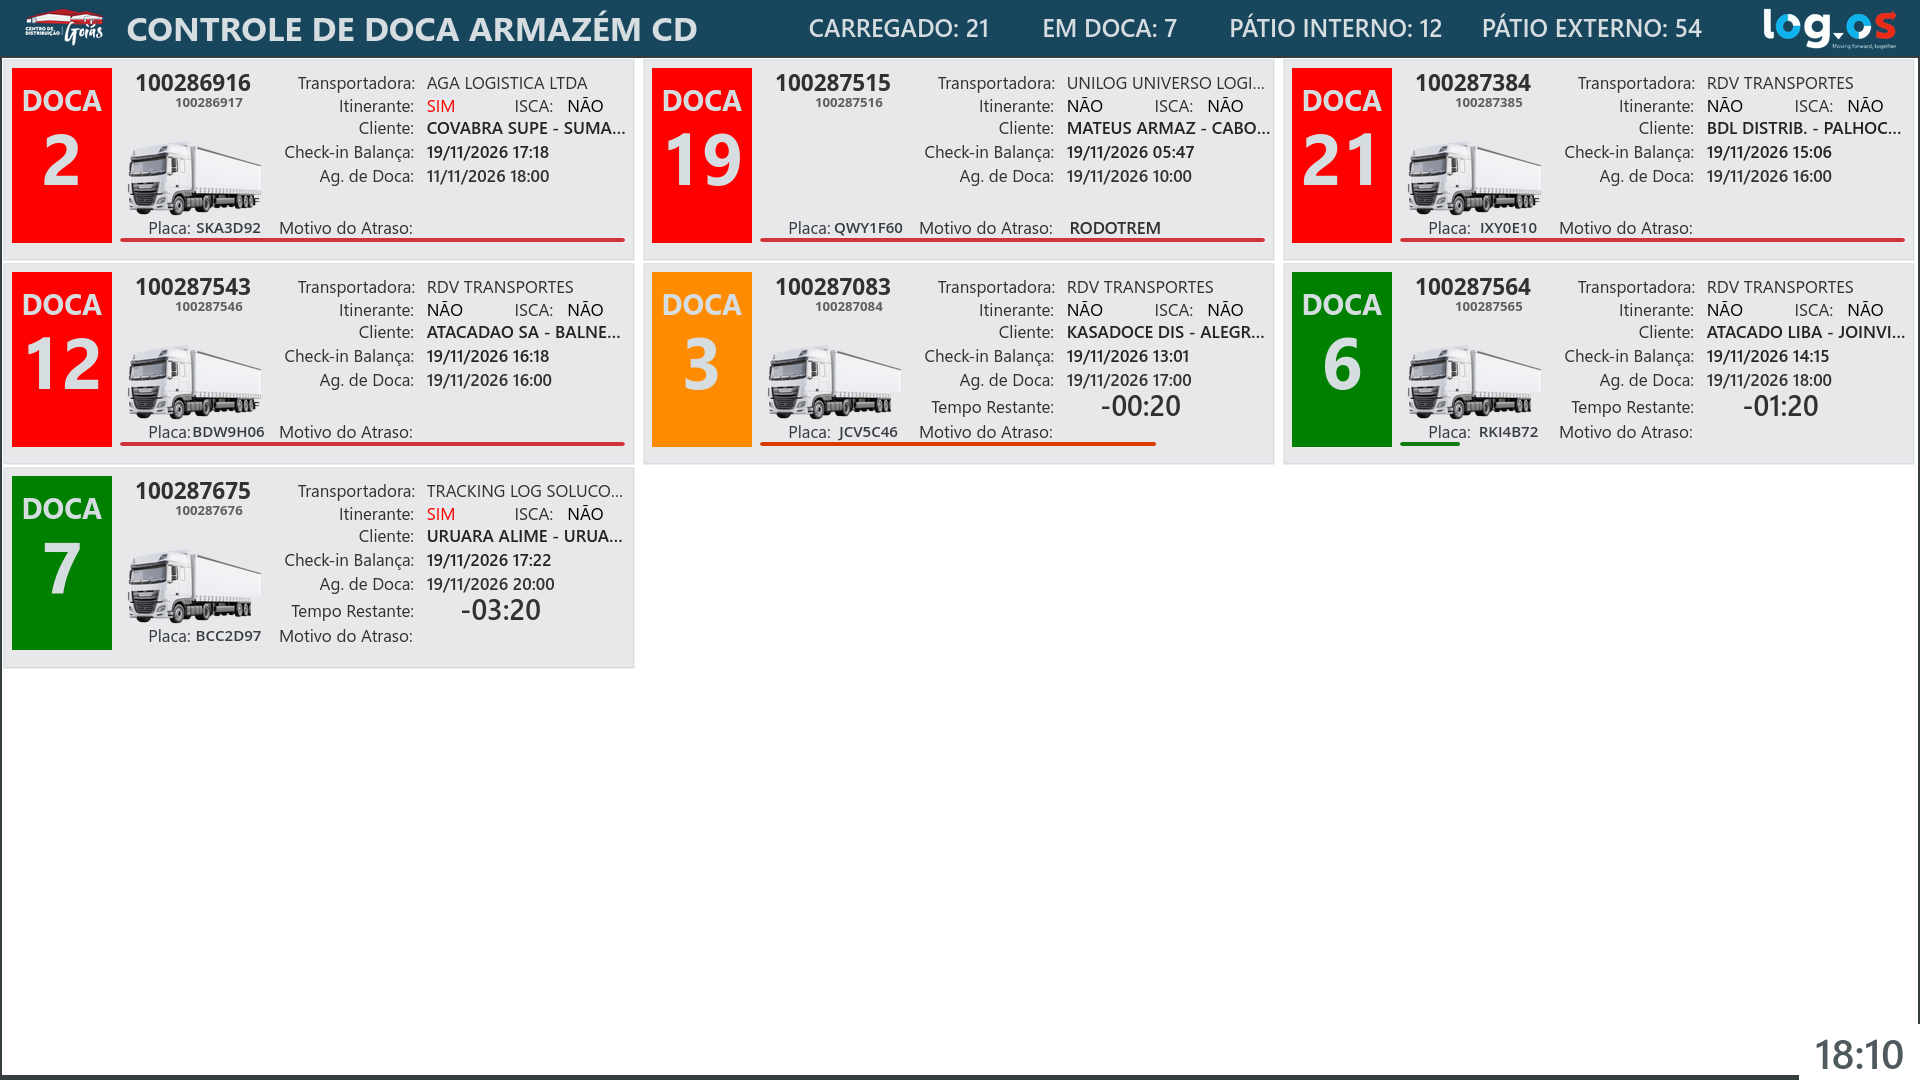 CENTRO DE DISTRIBUIÇÃO Goiás
CONTROLE DE DOCA ARMAZÉM CD
CARREGADO: 21
EM DOCA: 7
PÁTIO INTERNO: 12
PÁTIO EXTERNO: 54
log.os
Moving forward, together
DOCA
2
100286916
100286917
Transportadora: AGA LOGISTICA LTDA
Itinerante: SIM ISCA: NÃO
Cliente: COVABRA SUPE - SUMA...
Check-in Balança: 19/11/2026 17:18
Ag. de Doca: 11/11/2026 18:00
Placa: SKA3D92 Motivo do Atraso:
DOCA
19
100287515
100287516
Transportadora: UNILOG UNIVERSO LOGI...
Itinerante: NÃO ISCA: NÃO
Cliente: MATEUS ARMAZ - CABO...
Check-in Balança: 19/11/2026 05:47
Ag. de Doca: 19/11/2026 10:00
Placa: QWY1F60 Motivo do Atraso: RODOTREM
DOCA
21
100287384
100287385
Transportadora: RDV TRANSPORTES
Itinerante: NÃO ISCA: NÃO
Cliente: BDL DISTRIB. - PALHOC...
Check-in Balança: 19/11/2026 15:06
Ag. de Doca: 19/11/2026 16:00
Placa: IXY0E10 Motivo do Atraso:
DOCA
12
100287543
100287546
Transportadora: RDV TRANSPORTES
Itinerante: NÃO ISCA: NÃO
Cliente: ATACADAO SA - BALNE...
Check-in Balança: 19/11/2026 16:18
Ag. de Doca: 19/11/2026 16:00
Placa: BDW9H06 Motivo do Atraso:
DOCA
3
100287083
100287084
Transportadora: RDV TRANSPORTES
Itinerante: NÃO ISCA: NÃO
Cliente: KASADOCE DIS - ALEGR...
Check-in Balança: 19/11/2026 13:01
Ag. de Doca: 19/11/2026 17:00
Tempo Restante: -00:20
Placa: JCV5C46 Motivo do Atraso:
DOCA
6
100287564
100287565
Transportadora: RDV TRANSPORTES
Itinerante: NÃO ISCA: NÃO
Cliente: ATACADO LIBA - JOINVI...
Check-in Balança: 19/11/2026 14:15
Ag. de Doca: 19/11/2026 18:00
Tempo Restante: -01:20
Placa: RKI4B72 Motivo do Atraso:
DOCA
7
100287675
100287676
Transportadora: TRACKING LOG SOLUCO...
Itinerante: SIM ISCA: NÃO
Cliente: URUARA ALIME - URUA...
Check-in Balança: 19/11/2026 17:22
Ag. de Doca: 19/11/2026 20:00
Tempo Restante: -03:20
Placa: BCC2D97 Motivo do Atraso:
18:10